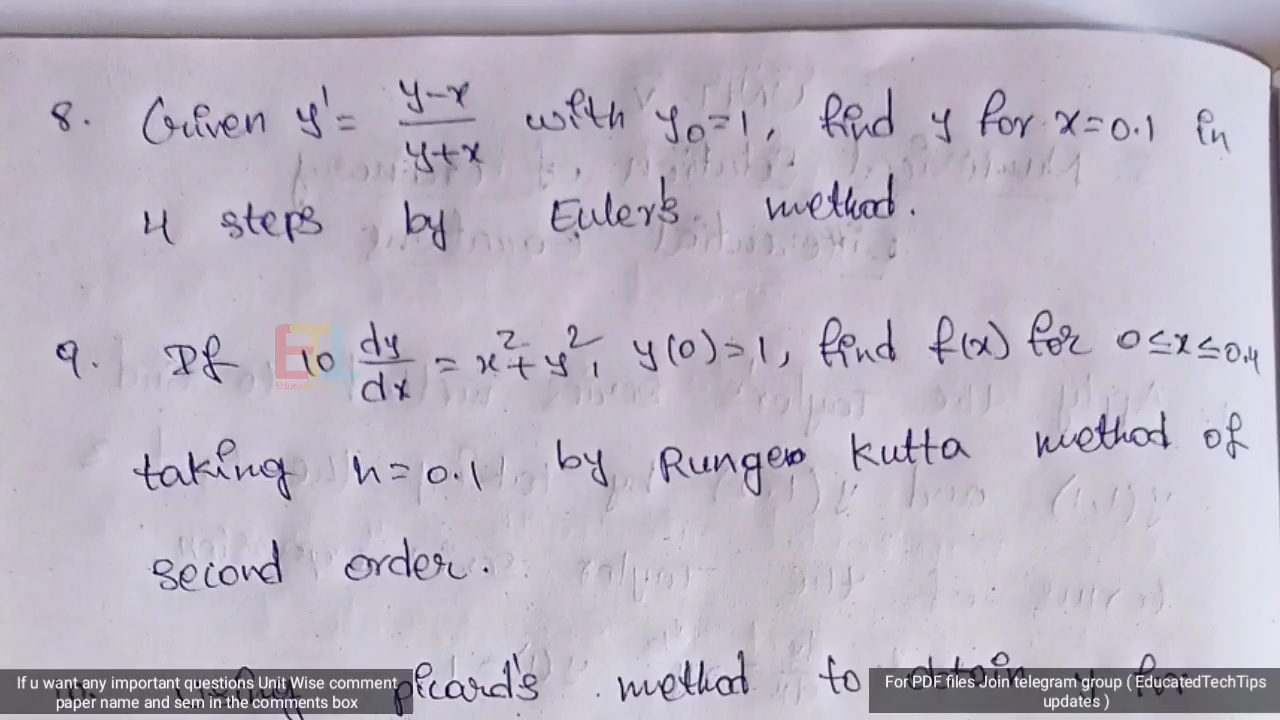 8. Given y' = y-x / y+x with y₀=1, find y for x=0.1 in
4 steps by Euler's method.
9. If 10 dy/dx = x²+y², y(0)=1, find f(x) for 0≤x≤0.4
taking h=0.1 by Runge Kutta method of
second order.
picard's method to obtain y for
If u want any important questions Unit Wise comment
paper name and sem in the comments box
For PDF files Join telegram group ( EducatedTechTips
updates )